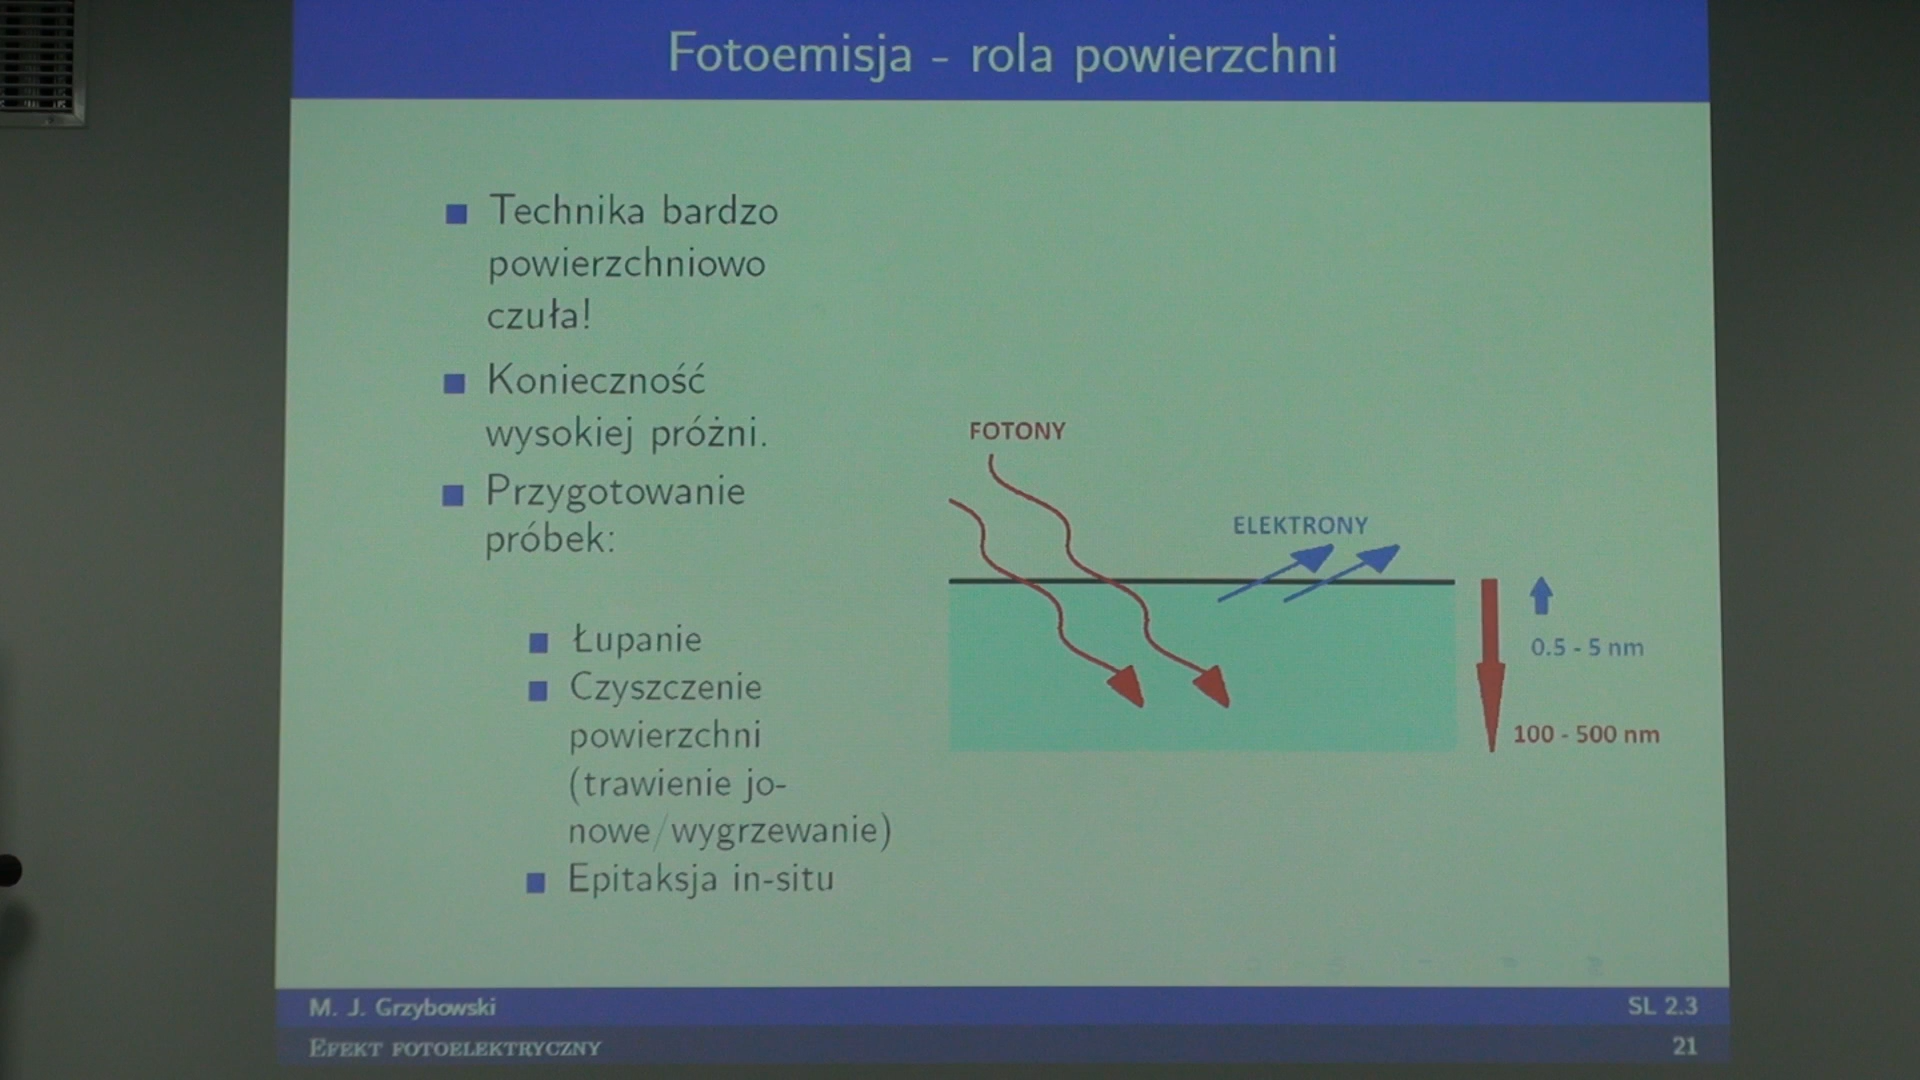 Fotoemisja - rola powierzchni
Technika bardzo
powierzchniowo
czuła!
Konieczność
wysokiej próżni.
Przygotowanie
próbek:
Łupanie
Czyszczenie
powierzchni
(trawienie jo-
nowe/wygrzewanie)
Epitaksja in-situ
FOTONY
ELEKTRONY
0.5 - 5 nm
100 - 500 nm
M. J. Grzybowski
SL 2.3
EFEKT FOTOELEKTRYCZNY
21